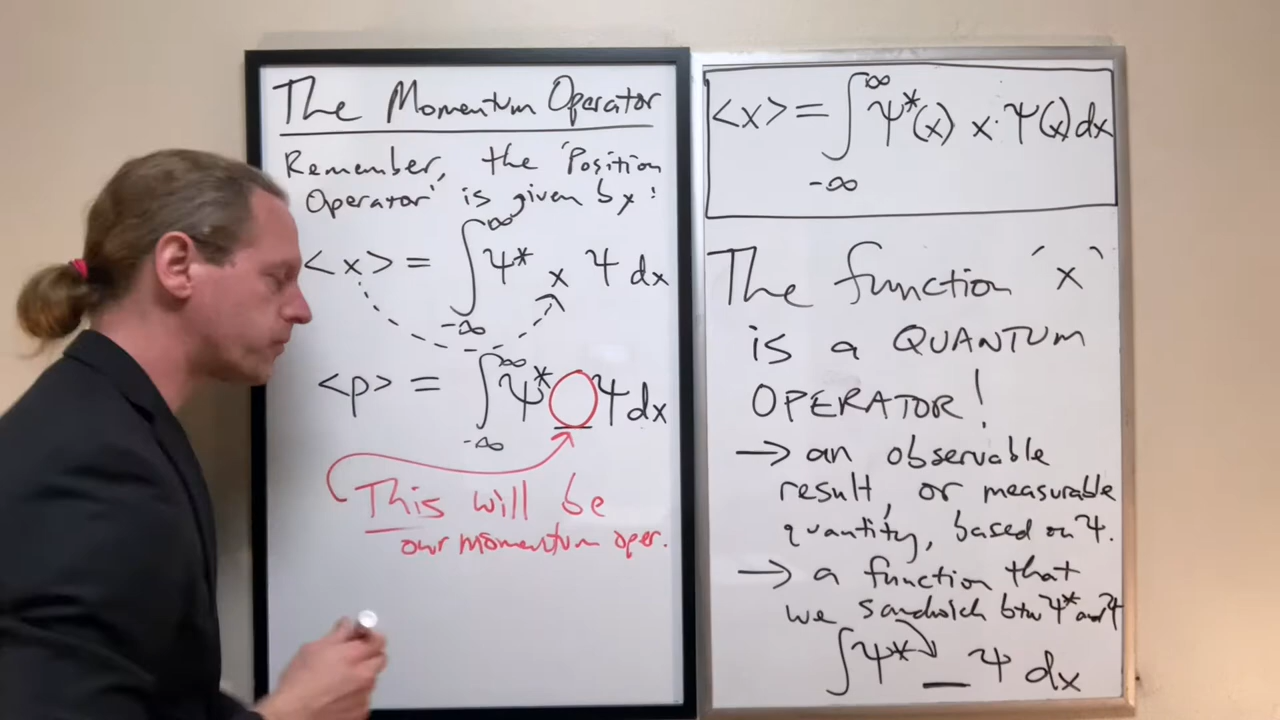 The Momentum Operator
Remember, the 'Position
Operator' is given by:
<x> = ∫_{-∞}^{∞} Ψ* x Ψ dx
<p> = ∫_{-∞}^{∞} Ψ* _ Ψ dx
This will be
our momentum oper.
<x> = ∫_{-∞}^{∞} Ψ*(x) x · Ψ(x) dx
The function 'x'
is a QUANTUM
OPERATOR!
→ an observable
result, or measurable
quantity, based on Ψ.
→ a function that
we sandwich btw Ψ* and Ψ
∫Ψ* _ Ψ dx